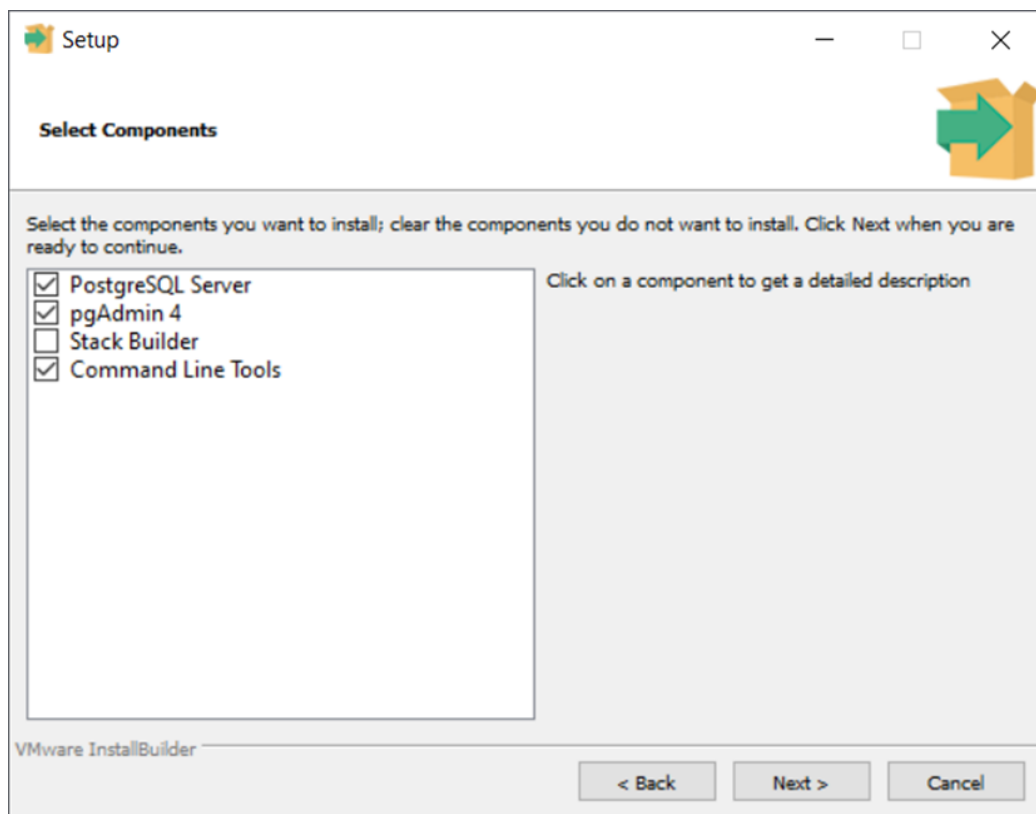 Setup
Select Components
Select the components you want to install; clear the components you do not want to install. Click Next when you are
ready to continue.
PostgreSQL Server
pgAdmin 4
Stack Builder
Command Line Tools
Click on a component to get a detailed description
VMware InstallBuilder
< Back
Next >
Cancel